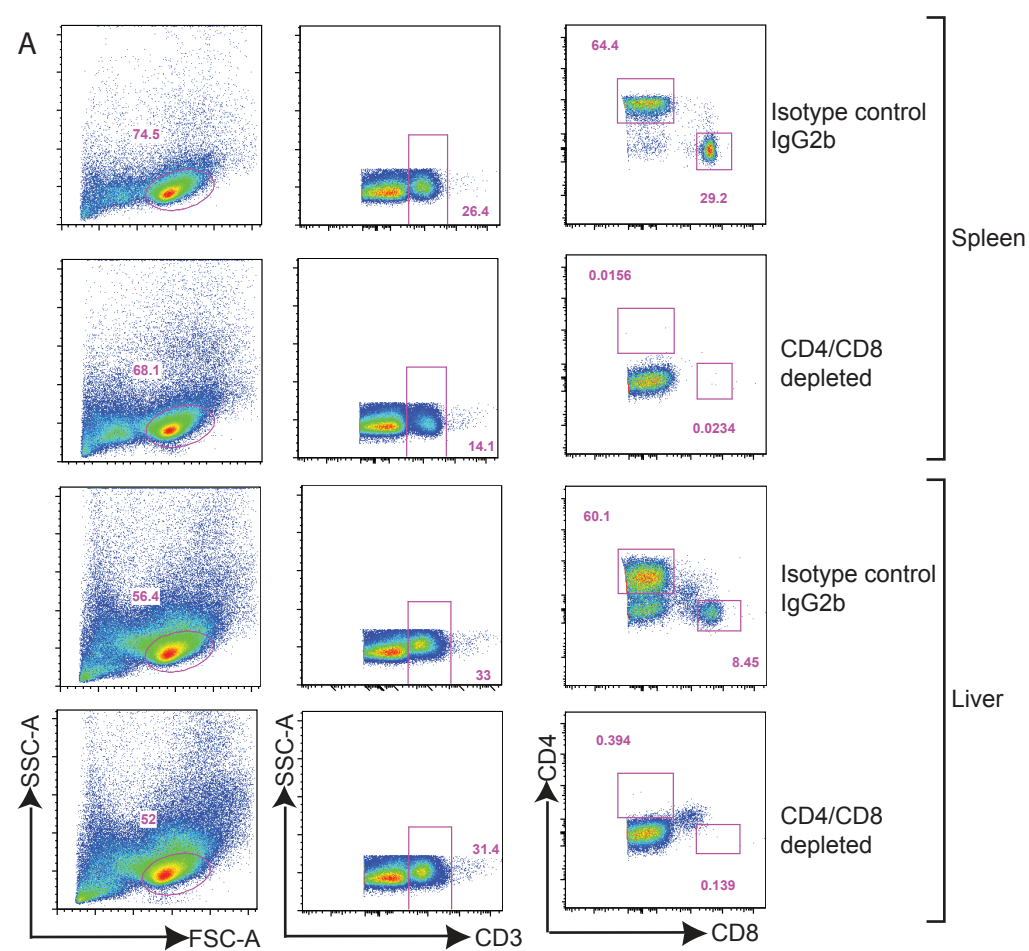 A
74.5
26.4
64.4
29.2
Isotype control
IgG2b
Spleen
68.1
14.1
0.0156
0.0234
CD4/CD8
depleted
56.4
33
60.1
8.45
Isotype control
IgG2b
Liver
52
31.4
0.394
0.139
CD4/CD8
depleted
SSC-A
FSC-A
SSC-A
CD3
CD4
CD8